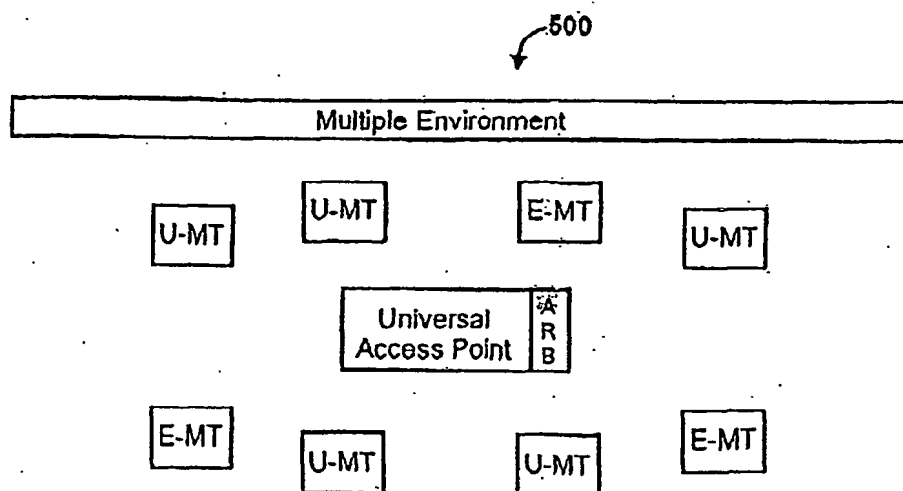 500
Multiple Environment
U-MT
U-MT
E-MT
U-MT
Universal
Access Point
A
R
B
E-MT
U-MT
U-MT
E-MT